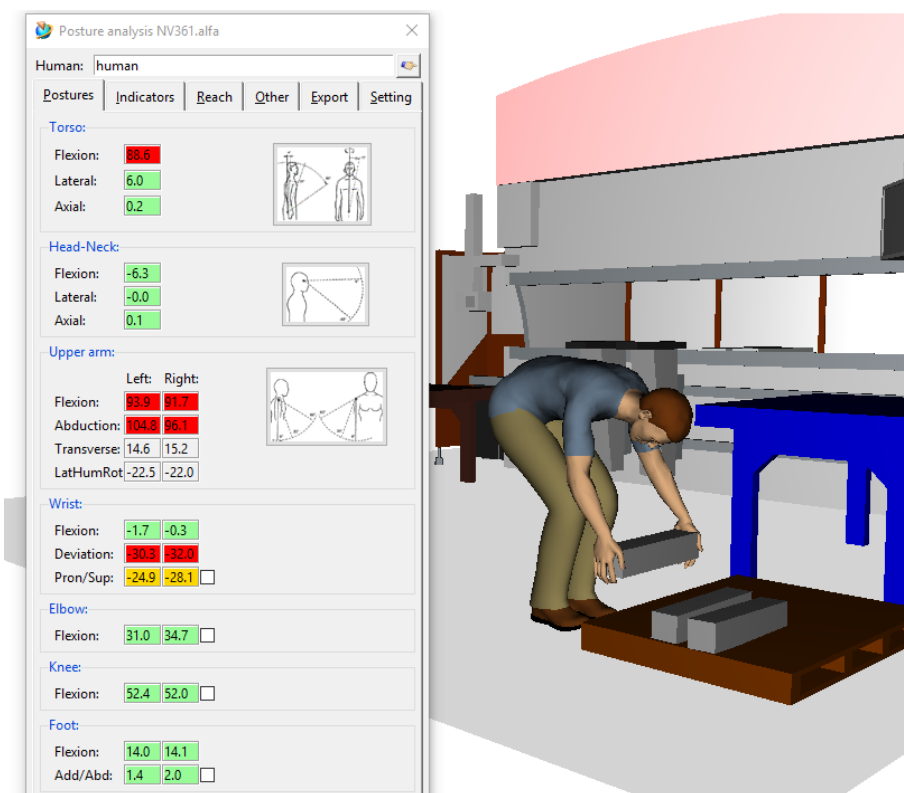 Posture analysis NV361.alfa
Human: human
Postures Indicators Reach Other Export Setting
Torso:
Flexion: 88.6
Lateral: 6.0
Axial: 0.2
Head-Neck:
Flexion: -6.3
Lateral: -0.0
Axial: 0.1
Upper arm:
Left: Right:
Flexion: 93.9 91.7
Abduction: 104.8 96.1
Transverse: 14.6 15.2
LatHumRot -22.5 -22.0
Wrist:
Flexion: -1.7 -0.3
Deviation: -30.3 -32.0
Pron/Sup: -24.9 -28.1
Elbow:
Flexion: 31.0 34.7
Knee:
Flexion: 52.4 52.0
Foot:
Flexion: 14.0 14.1
Add/Abd: 1.4 2.0